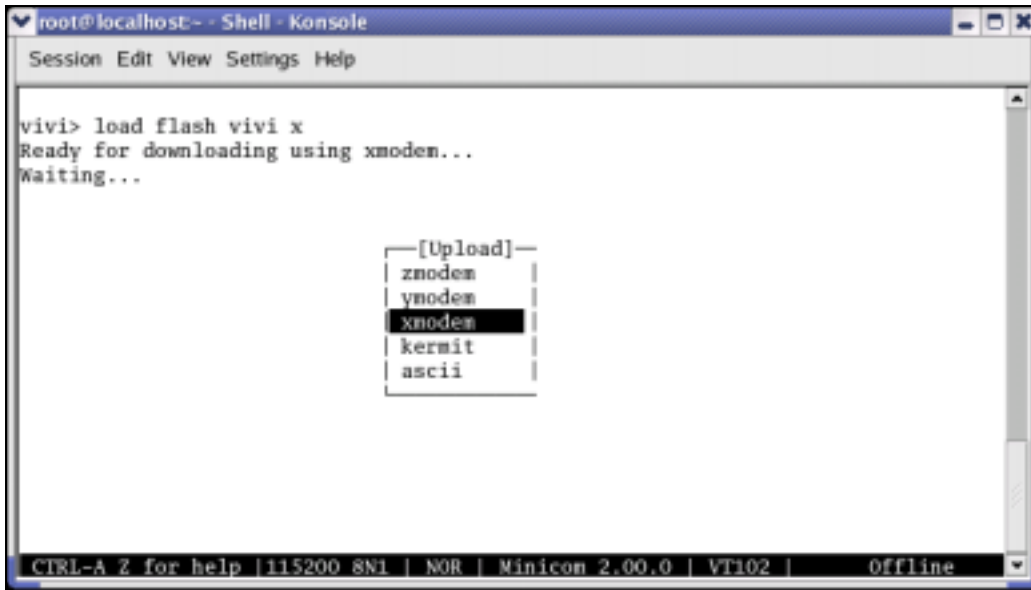 root@localhost:~ - Shell - Konsole
Session Edit View Settings Help
vivi> load flash vivi x
Ready for downloading using xmodem...
Waiting...
[Upload]
zmodem
ymodem
xmodem
kermit
ascii
CTRL-A Z for help |115200 8N1 | NOR | Minicom 2.00.0 | VT102 | Offline